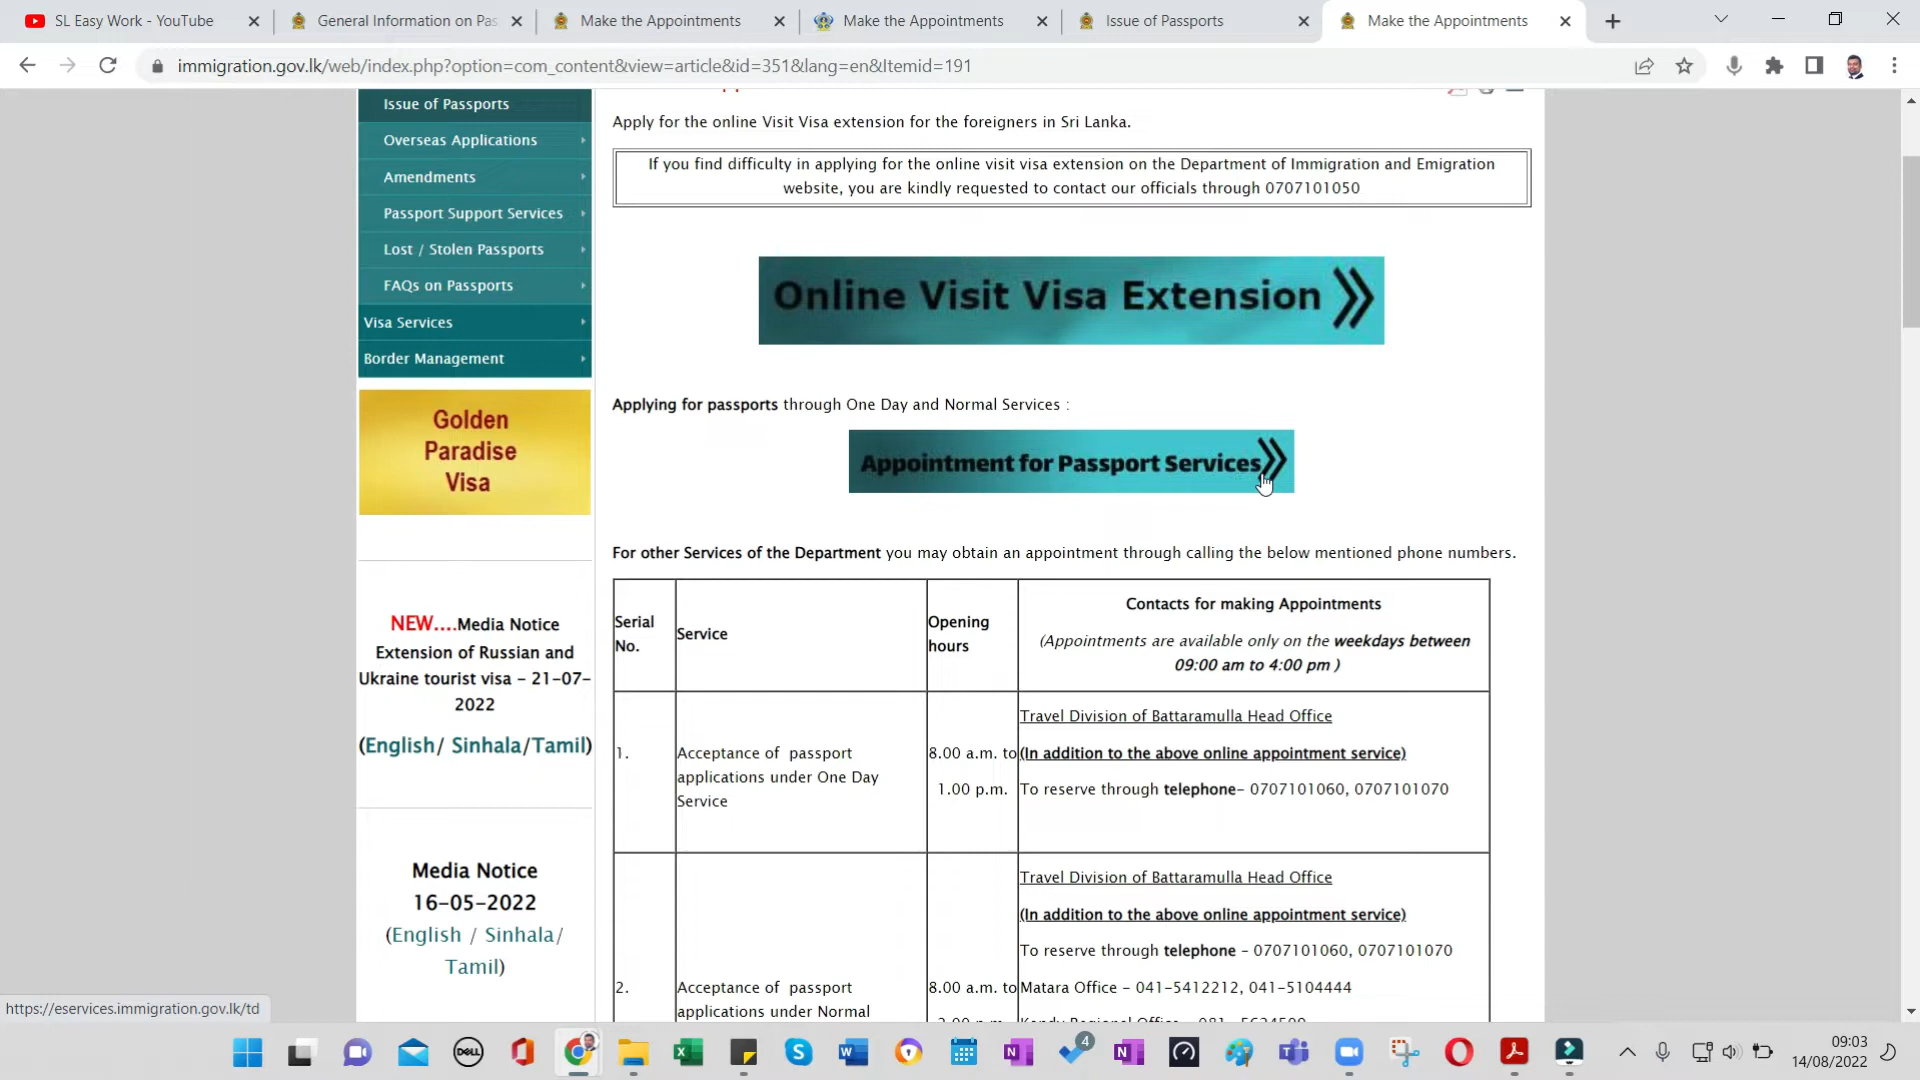 SL Easy Work - YouTube
General Information on Pas
Make the Appointments
Make the Appointments
Issue of Passports
Make the Appointments
immigration.gov.lk/web/index.php?option=com_content&view=article&id=351&lang=en&Itemid=191
Issue of Passports
Overseas Applications
Amendments
Passport Support Services
Lost / Stolen Passports
FAQs on Passports
Visa Services
Border Management
Golden
Paradise
Visa
NEW....Media Notice
Extension of Russian and
Ukraine tourist visa - 21-07-
2022
(English/ Sinhala/Tamil)
Media Notice
16-05-2022
(English / Sinhala/
Tamil)
Apply for the online Visit Visa extension for the foreigners in Sri Lanka.
If you find difficulty in applying for the online visit visa extension on the Department of Immigration and Emigration
website, you are kindly requested to contact our officials through 0707101050
Online Visit Visa Extension
Applying for passports through One Day and Normal Services :
Appointment for Passport Services
For other Services of the Department you may obtain an appointment through calling the below mentioned phone numbers.
Serial
No.
Service
Opening
hours
Contacts for making Appointments
(Appointments are available only on the weekdays between
09:00 am to 4:00 pm )
1.
Acceptance of passport
applications under One Day
Service
8.00 a.m. to
1.00 p.m.
Travel Division of Battaramulla Head Office
(In addition to the above online appointment service)
To reserve through telephone- 0707101060, 0707101070
2.
Acceptance of passport
applications under Normal
8.00 a.m. to
Travel Division of Battaramulla Head Office
(In addition to the above online appointment service)
To reserve through telephone - 0707101060, 0707101070
Matara Office - 041-5412212, 041-5104444
https://eservices.immigration.gov.lk/td
DELL
4
09:03
14/08/2022